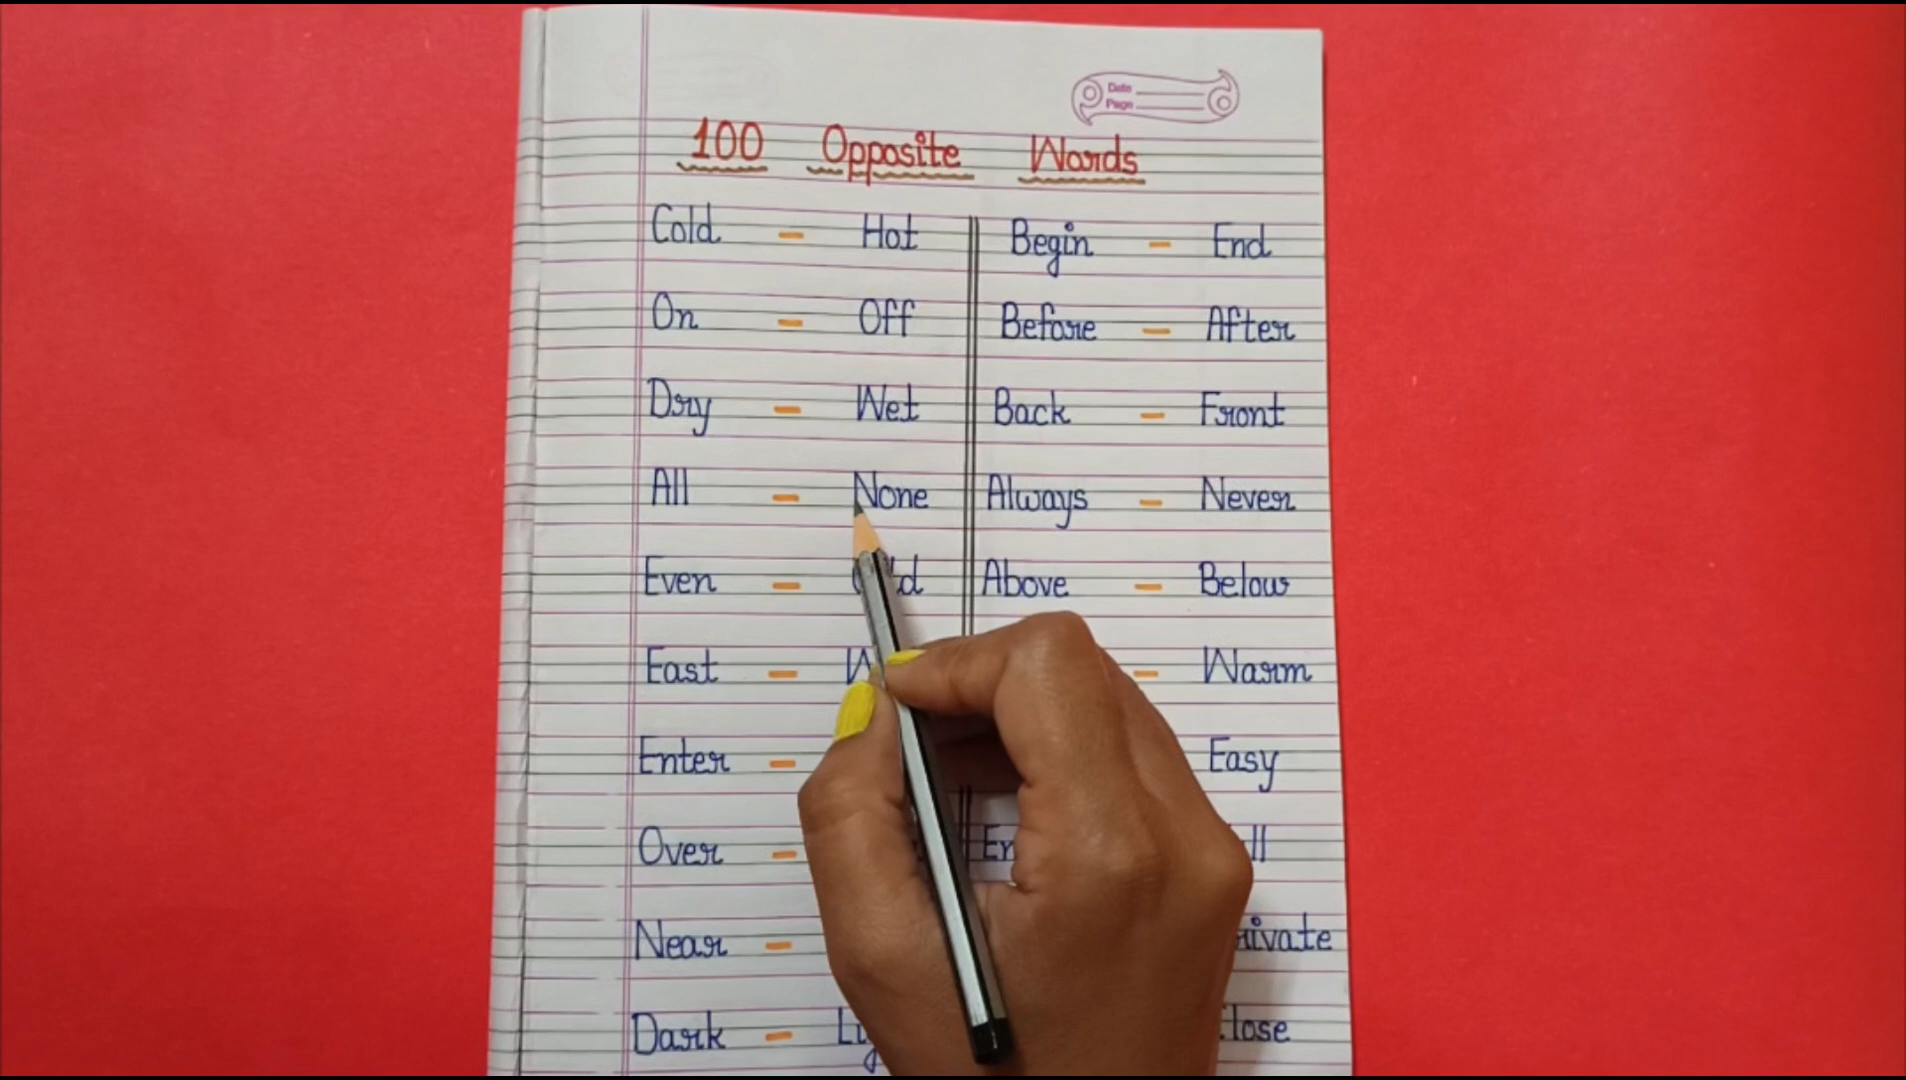 Date
Page
100 Opposite Words
Cold - Hot Begin - End
On - Off Before - After
Dry - Wet Back - Front
All - None Always - Never
Even - Above - Below
East - - Warm
Enter - Easy
Over -
Near -
Dark -